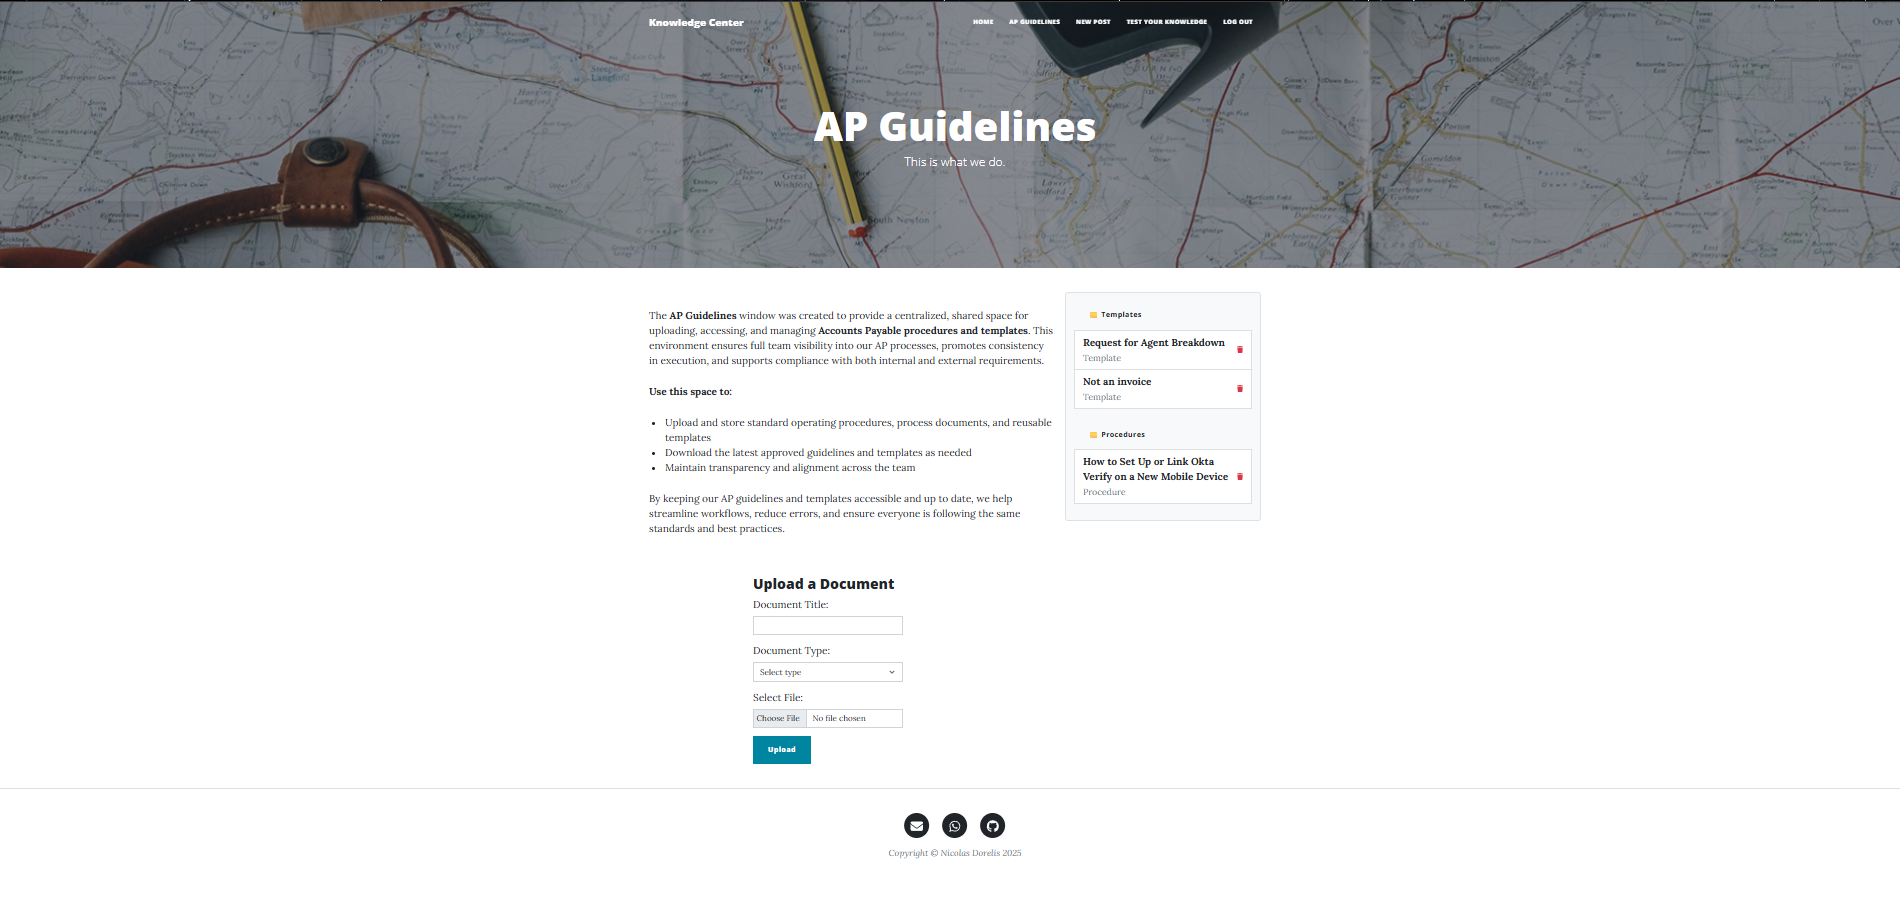 Knowledge Center
HOME AP GUIDELINES NEW POST TEST YOUR KNOWLEDGE LOG OUT
AP Guidelines
This is what we do.
The AP Guidelines window was created to provide a centralized, shared space for
uploading, accessing, and managing Accounts Payable procedures and templates. This
environment ensures full team visibility into our AP processes, promotes consistency
in execution, and supports compliance with both internal and external requirements.
Use this space to:
• Upload and store standard operating procedures, process documents, and reusable
templates
• Download the latest approved guidelines and templates as needed
• Maintain transparency and alignment across the team
By keeping our AP guidelines and templates accessible and up to date, we help
streamline workflows, reduce errors, and ensure everyone is following the same
standards and best practices.
Templates
Request for Agent Breakdown
Template
Not an invoice
Template
Procedures
How to Set Up or Link Okta
Verify on a New Mobile Device
Procedure
Upload a Document
Document Title:
Document Type:
Select type
Select File:
Choose File No file chosen
Upload
Copyright © Nicolas Dorelis 2025